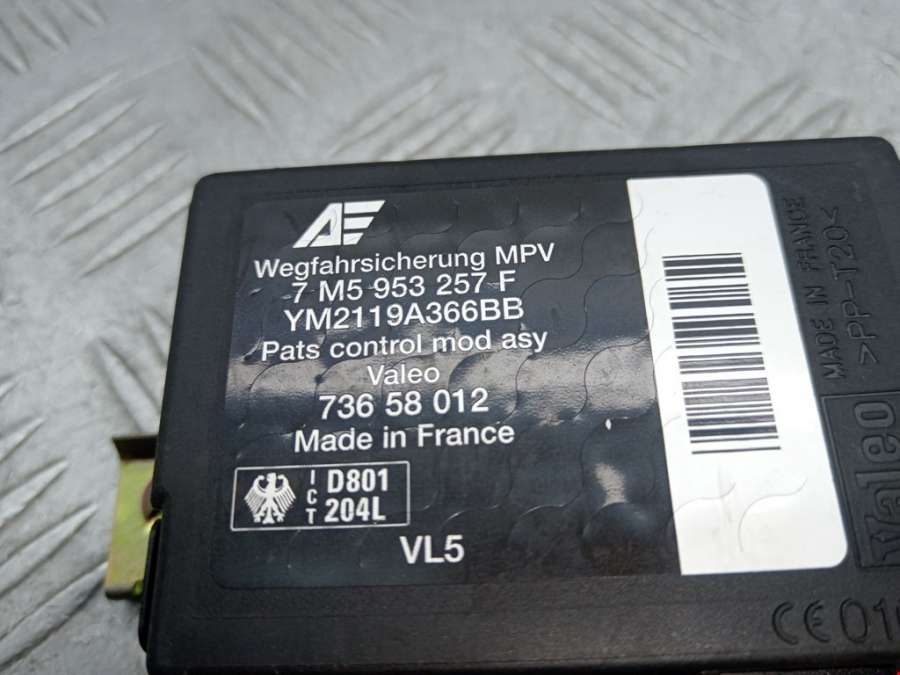 AE
Wegfahrsicherung MPV
7 M5 953 257 F
YM2119A366BB
Pats control mod asy
Valeo
736 58 012
Made in France
ICT
D801
204L
VL5
MADE IN FRANCE
>PP-T20<
Valeo
CE